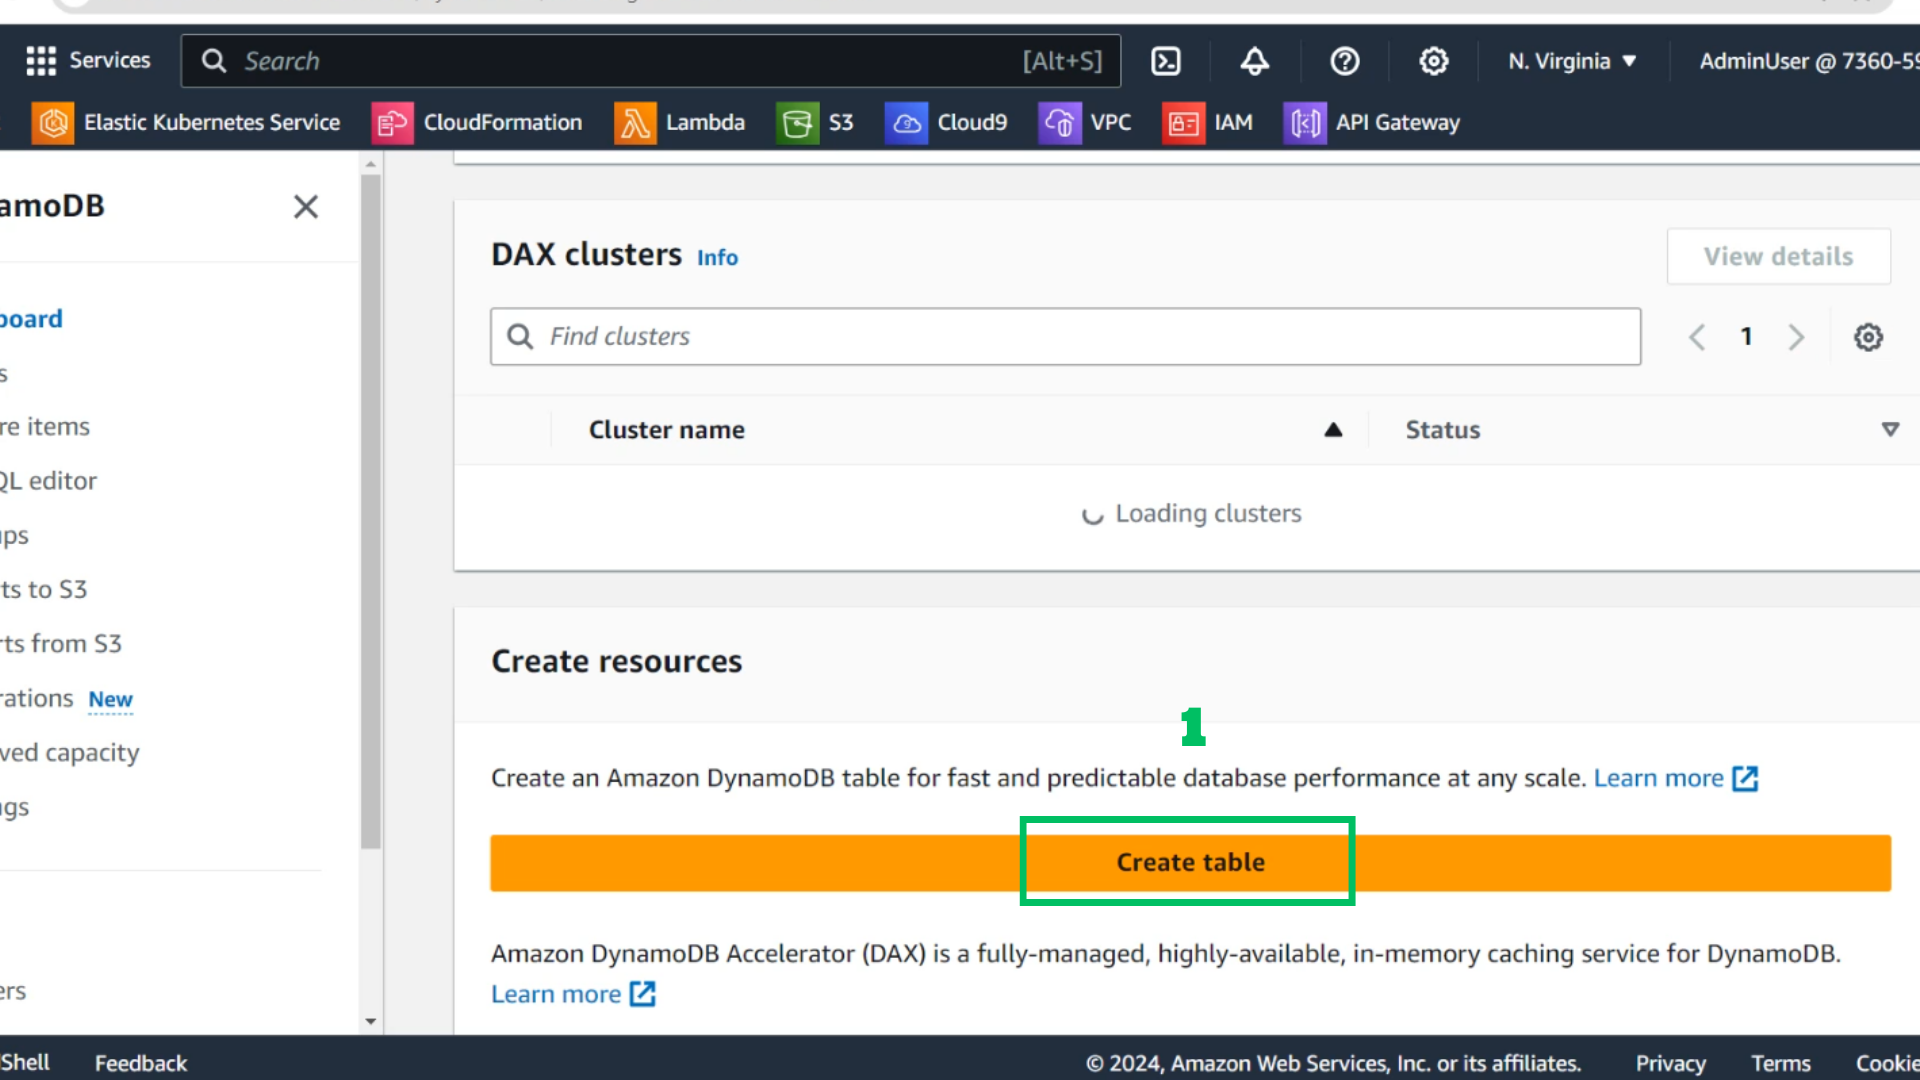 Services
Search [Alt+S]
N. Virginia
AdminUser @ 7360-59
Elastic Kubernetes Service
CloudFormation
Lambda
S3
Cloud9
VPC
IAM
API Gateway
amoDB
board
s
re items
QL editor
ups
ts to S3
rts from S3
rations New
ved capacity
ngs
ers
DAX clusters Info
View details
Find clusters
1
Cluster name
Status
Loading clusters
Create resources
1
Create an Amazon DynamoDB table for fast and predictable database performance at any scale. Learn more
Create table
Amazon DynamoDB Accelerator (DAX) is a fully-managed, highly-available, in-memory caching service for DynamoDB.
Learn more
Shell
Feedback
© 2024, Amazon Web Services, Inc. or its affiliates.
Privacy
Terms
Cookie